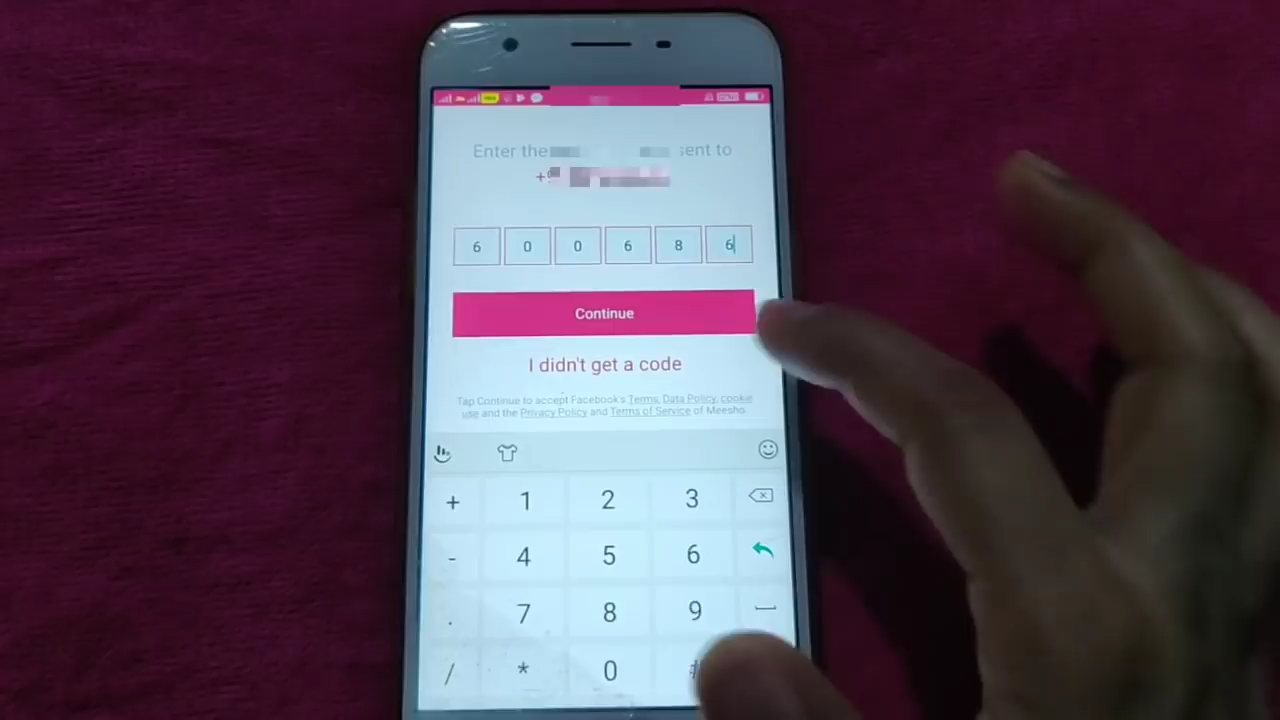 Enter the sent to
+
6 0 0 6 8 6
Continue
I didn't get a code
Tap Continue to accept Facebook's Terms, Data Policy, cookie
use and the Privacy Policy and Terms of Service of Meesho.
+ 1 2 3
- 4 5 6
. 7 8 9
/ * 0 #